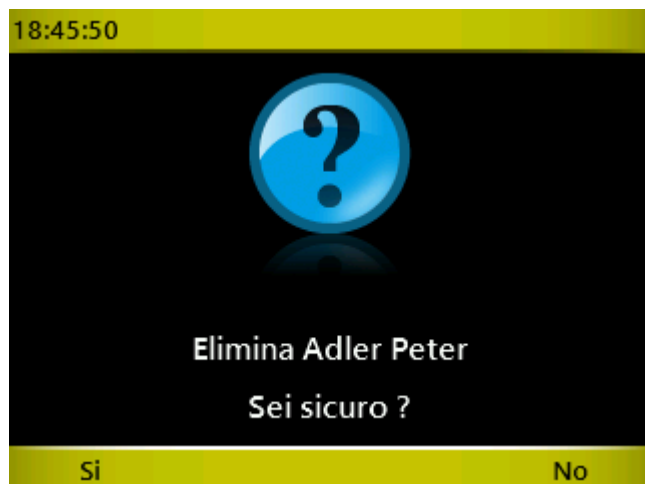 18:45:50
?
Elimina Adler Peter
Sei sicuro ?
Si No